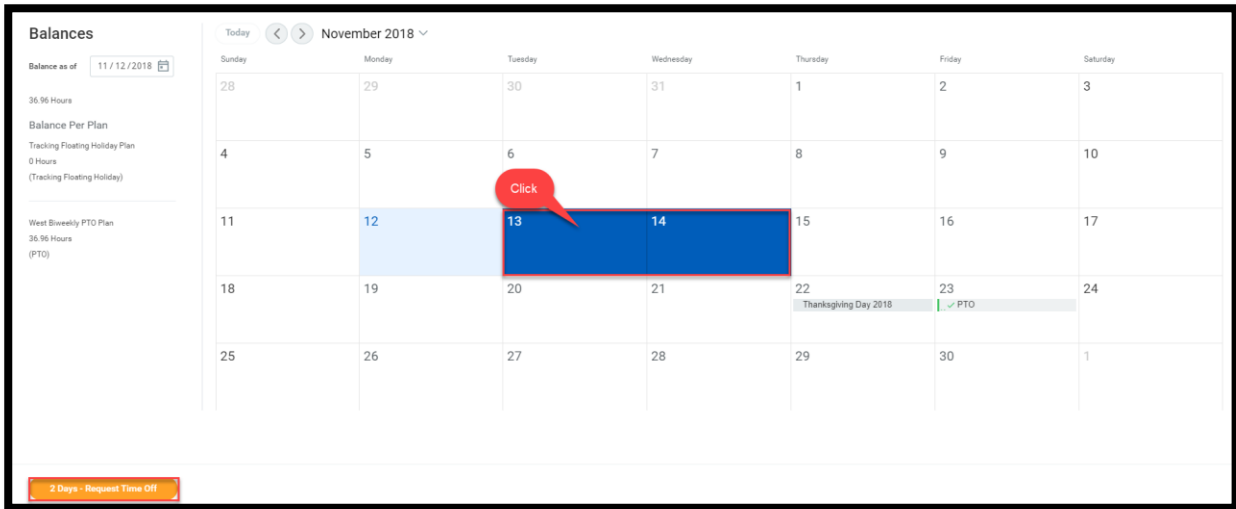 Balances
Balance as of 11 / 12 / 2018
36.96 Hours
Balance Per Plan
Tracking Floating Holiday Plan
0 Hours
(Tracking Floating Holiday)
West Biweekly PTO Plan
36.96 Hours
(PTO)
Today < > November 2018
Sunday Monday Tuesday Wednesday Thursday Friday Saturday
28 29 30 31 1 2 3
4 5 6 7 8 9 10
Click
11 12 13 14 15 16 17
18 19 20 21 22 23 24
Thanksgiving Day 2018 ✓ PTO
25 26 27 28 29 30 1
2 Days - Request Time Off